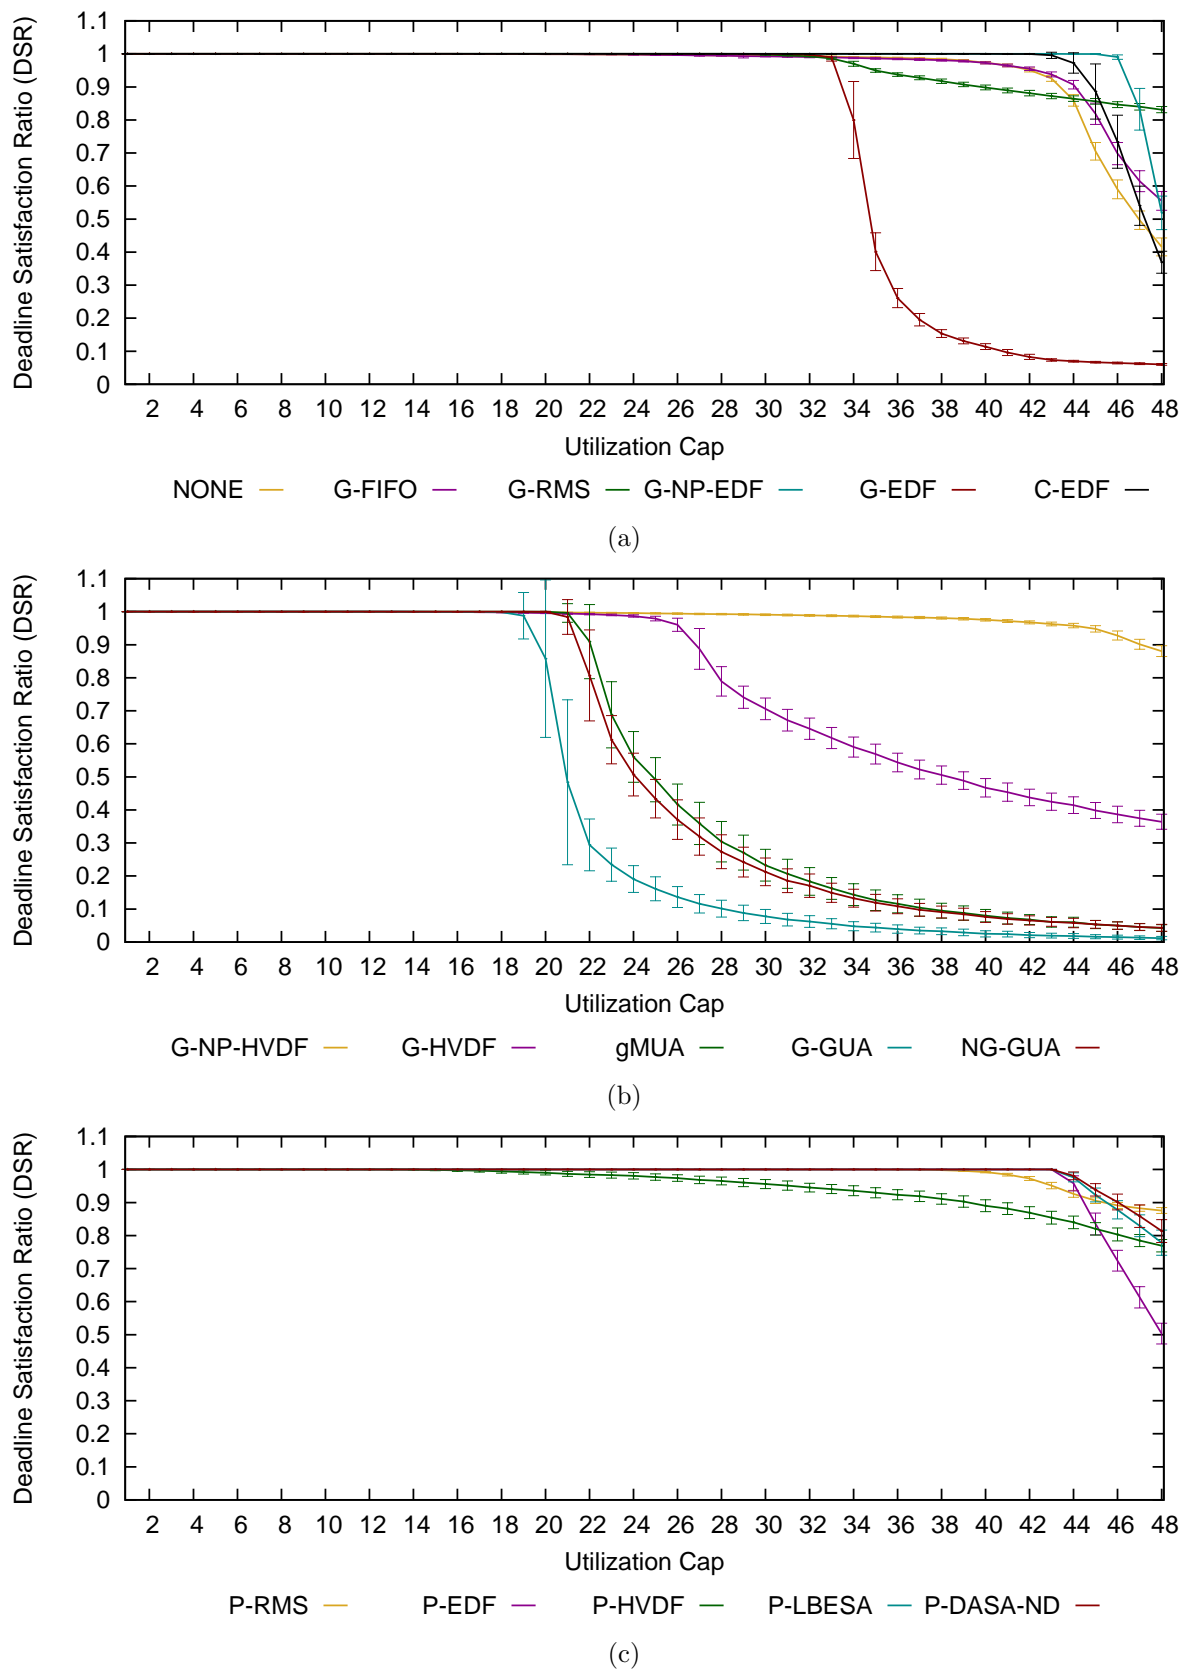 1.1
1
0.9
0.8
0.7
0.6
0.5
0.4
0.3
0.2
0.1
0
Deadline Satisfaction Ratio (DSR)
2 4 6 8 10 12 14 16 18 20 22 24 26 28 30 32 34 36 38 40 42 44 46 48
Utilization Cap
NONE G-FIFO G-RMS G-NP-EDF G-EDF C-EDF
(a)
1.1
1
0.9
0.8
0.7
0.6
0.5
0.4
0.3
0.2
0.1
0
Deadline Satisfaction Ratio (DSR)
2 4 6 8 10 12 14 16 18 20 22 24 26 28 30 32 34 36 38 40 42 44 46 48
Utilization Cap
G-NP-HVDF G-HVDF gMUA G-GUA NG-GUA
(b)
1.1
1
0.9
0.8
0.7
0.6
0.5
0.4
0.3
0.2
0.1
0
Deadline Satisfaction Ratio (DSR)
2 4 6 8 10 12 14 16 18 20 22 24 26 28 30 32 34 36 38 40 42 44 46 48
Utilization Cap
P-RMS P-EDF P-HVDF P-LBESA P-DASA-ND
(c)